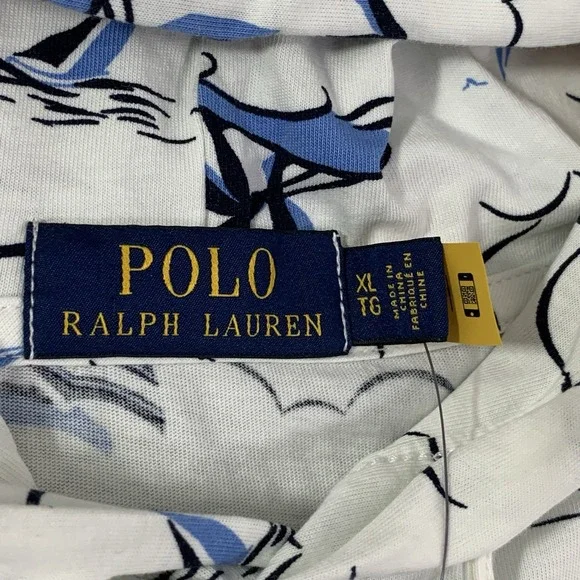 POLO
RALPH LAUREN
XL
TG
MADE IN
CHINA
FABRIQUÉ EN
CHINE